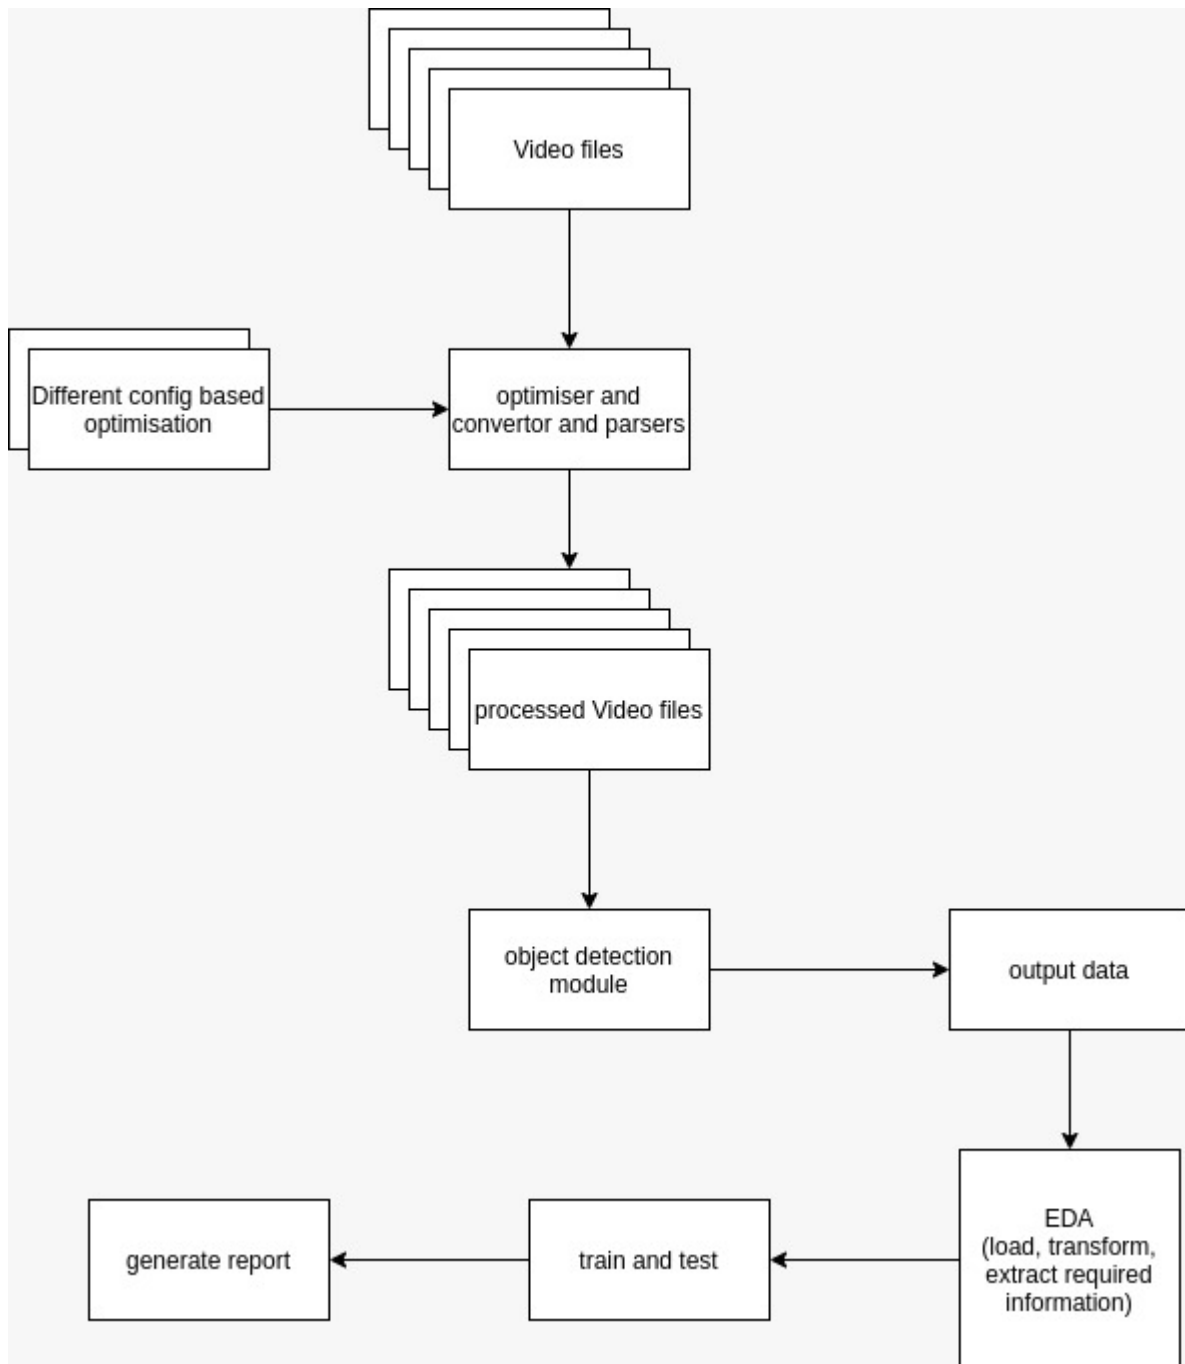 Video files
Different config based
optimisation
optimiser and
convertor and parsers
processed Video files
object detection
module
output data
EDA
(load, transform,
extract required
information)
train and test
generate report